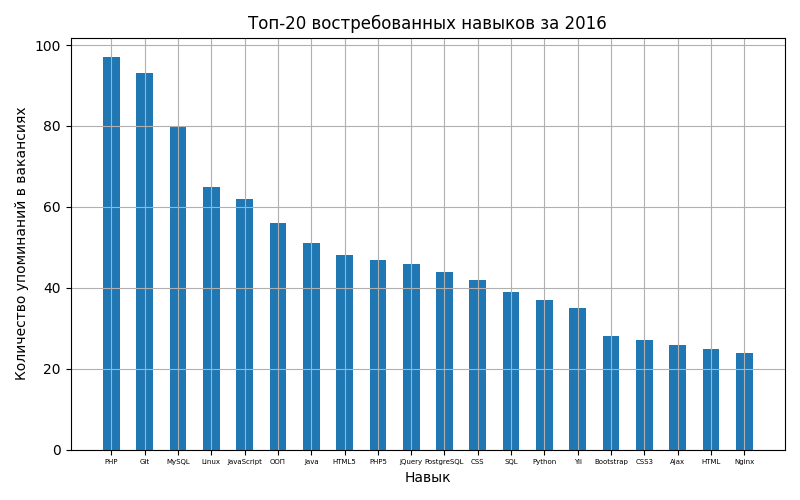 Топ-20 востребованных навыков за 2016
Количество упоминаний в вакансиях
100
80
60
40
20
0
PHP Git MySQL Linux JavaScript ООП Java HTML5 PHP5 jQuery PostgreSQL CSS SQL Python Yii Bootstrap CSS3 Ajax HTML Nginx
Навык